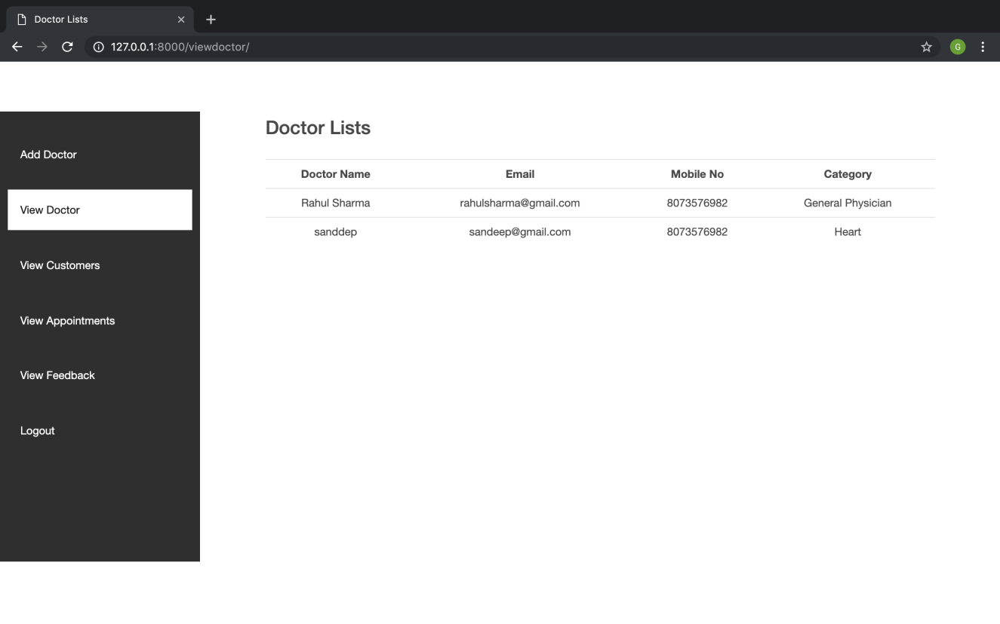 Doctor Lists
127.0.0.1:8000/viewdoctor/
G
Add Doctor
View Doctor
View Customers
View Appointments
View Feedback
Logout
Doctor Lists
Doctor Name Email Mobile No Category
Rahul Sharma rahulsharma@gmail.com 8073576982 General Physician
sanddep sandeep@gmail.com 8073576982 Heart